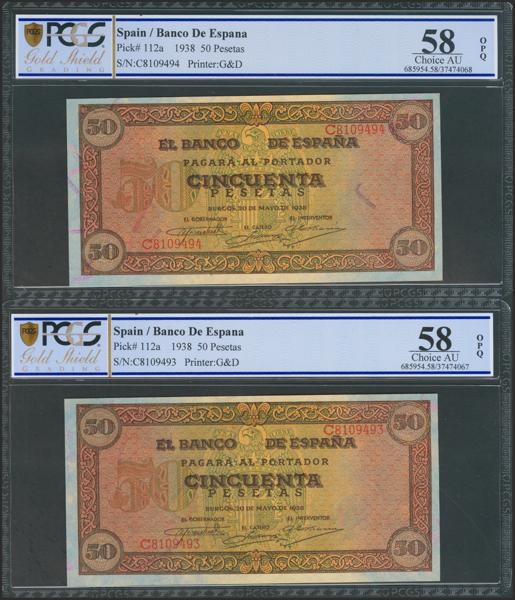 PCGS
Gold Shield
GRADING
Spain / Banco De Espana
Pick# 112a 1938 50 Pesetas
S/N:C8109494 Printer:G&D
58
Choice AU
685954.58/37474068
OPQ
50
C8109494
50
EL BANCO DE ESPAÑA
PAGARÁ AL PORTADOR
50
CINCUENTA
PESETAS
BURGOS, 20 DE MAYO DE 1938
EL GOBERNADOR
EL CAJERO
EL INTERVENTOR
C8109494
50
50
PCGS
Gold Shield
GRADING
Spain / Banco De Espana
Pick# 112a 1938 50 Pesetas
S/N:C8109493 Printer:G&D
58
Choice AU
685954.58/37474067
OPQ
50
C8109493
50
EL BANCO DE ESPAÑA
PAGARÁ AL PORTADOR
50
CINCUENTA
PESETAS
BURGOS, 20 DE MAYO DE 1938
EL GOBERNADOR
EL CAJERO
EL INTERVENTOR
C8109493
50
50